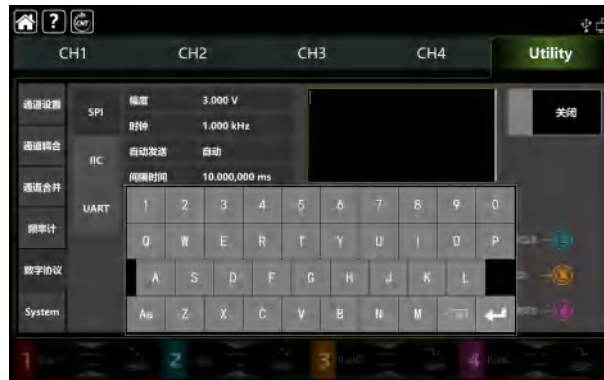 ?
CNT
CH1 CH2 CH3 CH4 Utility
通道设置
通道耦合
通道合并
频率计
数字协议
System
SPI
IIC
UART
幅度 3.000 V
时钟 1.000 kHz
自动发送 自动
间隔时间 10.000,000 ms
关闭
1 2 3 4 5 6 7 8 9 0
Q W E R T Y U I O P
A S D F G H J K L
Aa Z X C V B N M
1 2 3 4